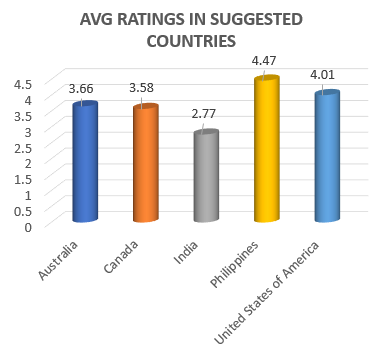 AVG RATINGS IN SUGGESTED
COUNTRIES
4.47
4.01
3.66
3.58
2.77
4.5
4
3.5
3
2.5
2
1.5
1
0.5
0
Australia
Canada
India
Philippines
United States of America